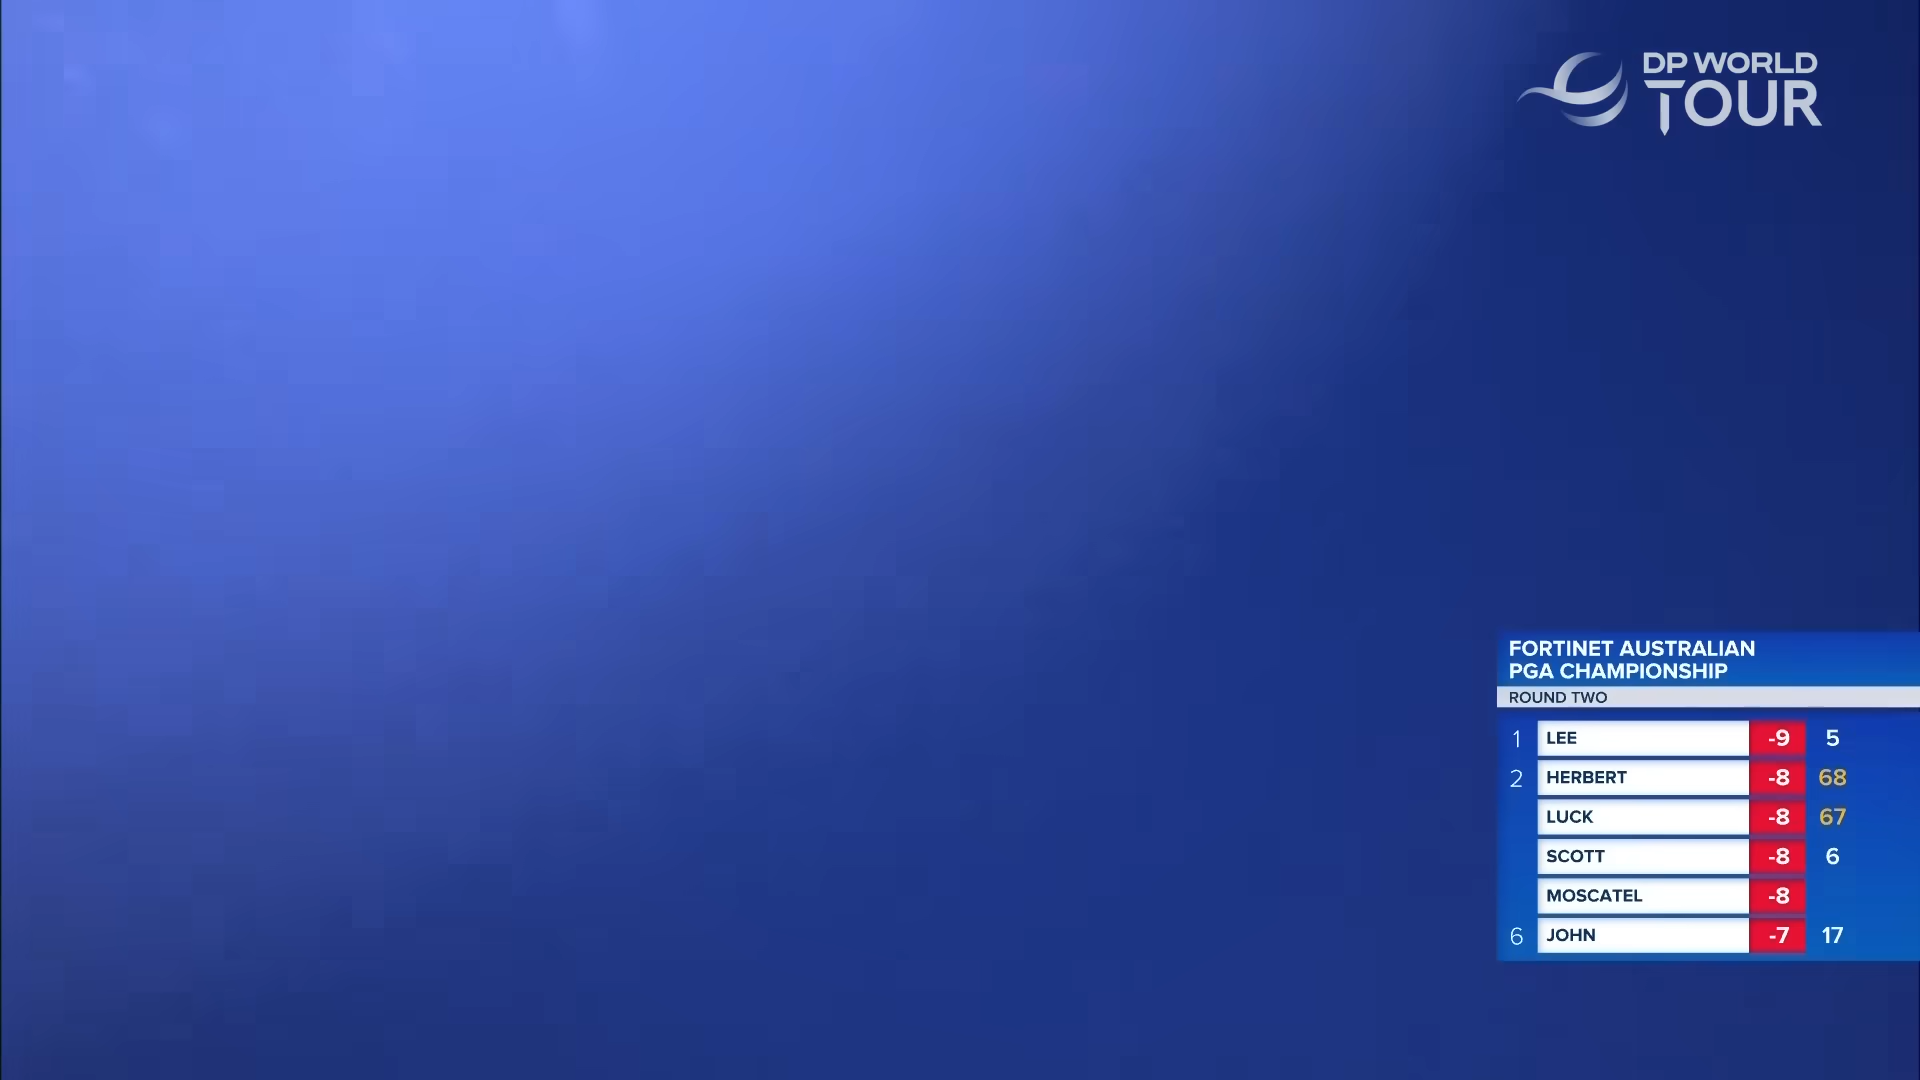 DP WORLD
TOUR
FORTINET AUSTRALIAN
PGA CHAMPIONSHIP
ROUND TWO
1 LEE -9 5
2 HERBERT -8 68
LUCK -8 67
SCOTT -8 6
MOSCATEL -8
6 JOHN -7 17